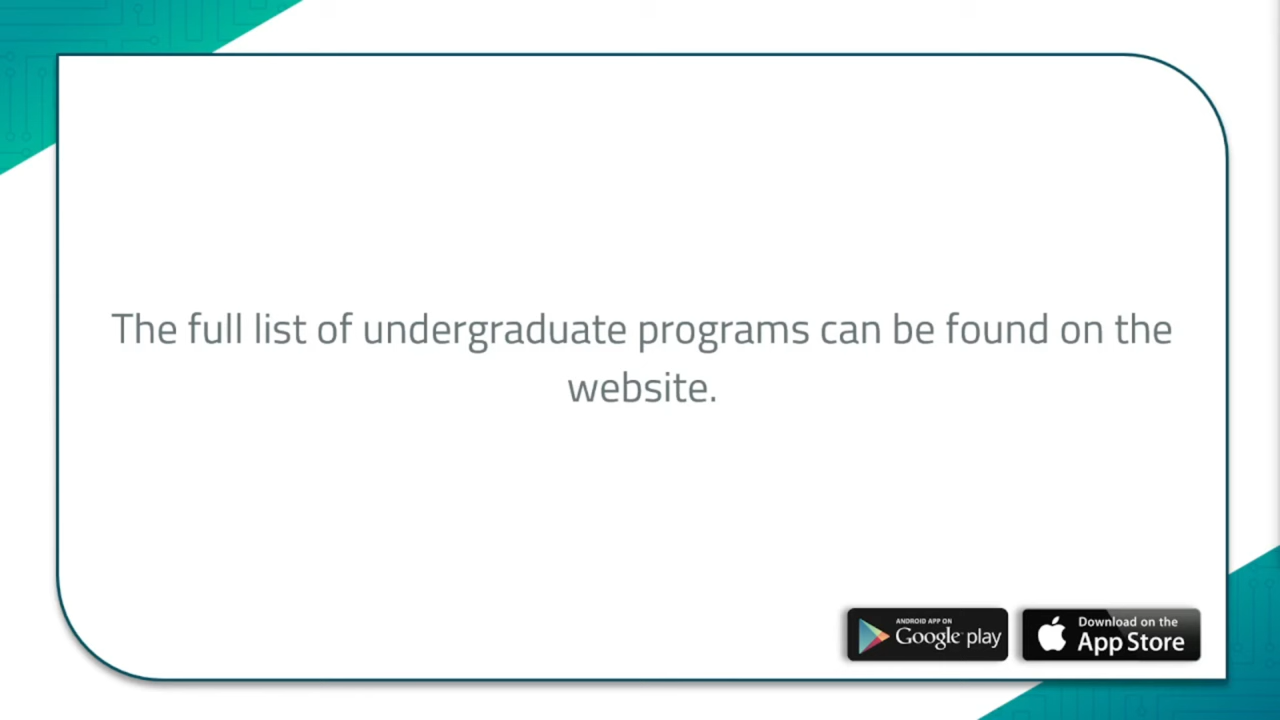 The full list of undergraduate programs can be found on the
website.
ANDROID APP ON
Google play
Download on the
App Store